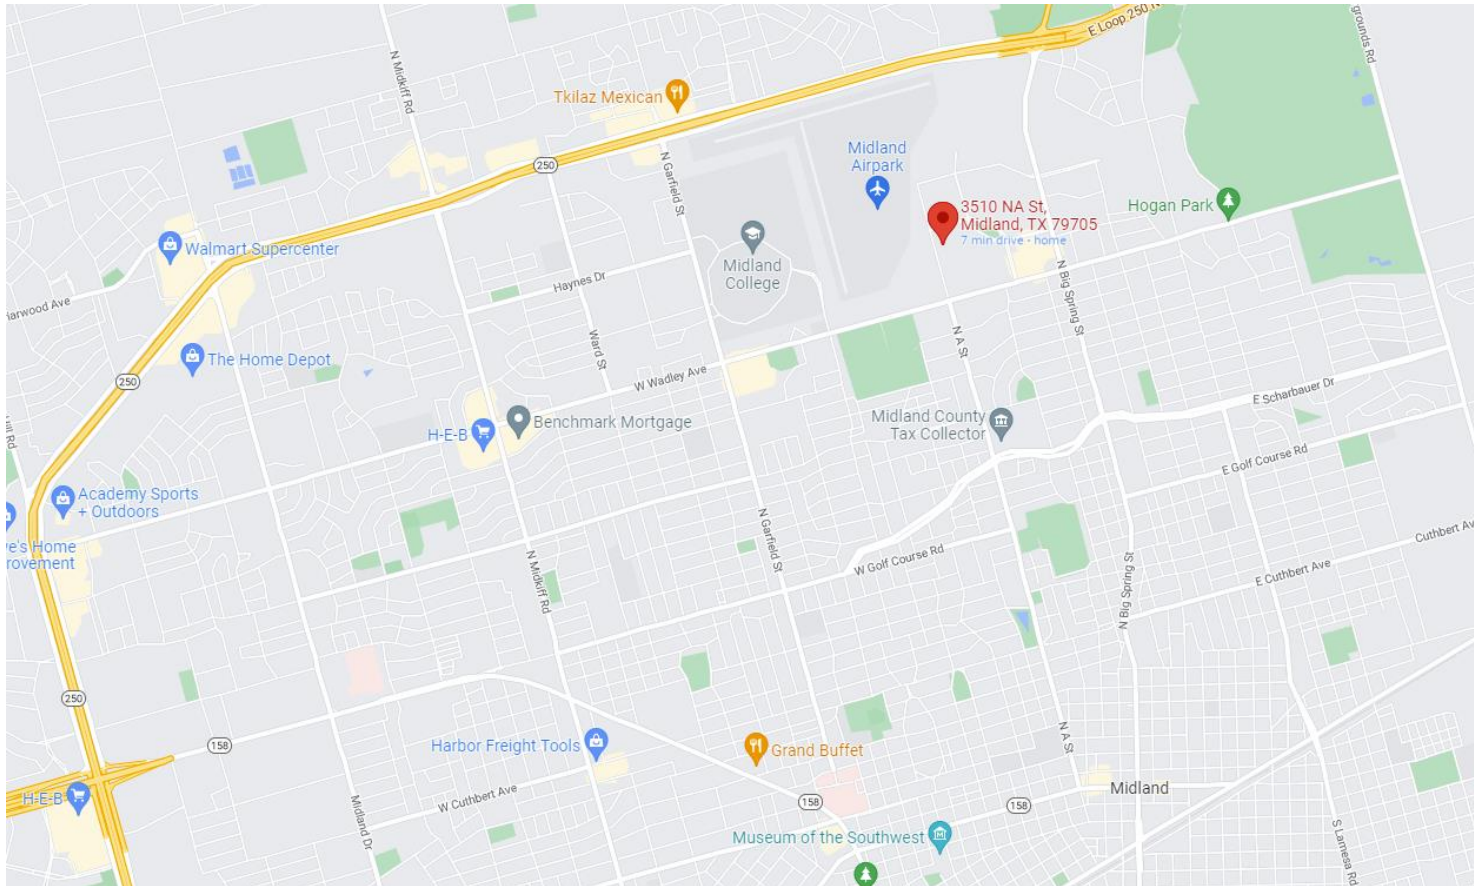 E Loop 250 N
grounds Rd
N Midkiff Rd
Tkilaz Mexican
250
N Garfield St
Midland
Airpark
3510 NA St,
Midland, TX 79705
7 min drive - home
Hogan Park
Walmart Supercenter
Midland
College
Haynes Dr
N Big Spring St
arwood Ave
Ward St
N A St
The Home Depot
250
W Wadley Ave
E Scharbauer Dr
H-E-B
Benchmark Mortgage
Midland County
Tax Collector
E Golf Course Rd
Academy Sports
+ Outdoors
N Garfield St
Cuthbert Av
ve's Home
rovement
N Midkiff Rd
W Golf Course Rd
N Big Spring St
E Cuthbert Ave
250
158
Harbor Freight Tools
Grand Buffet
N A St
H-E-B
W Cuthbert Ave
158
158
Midland
Midland Dr
Museum of the Southwest
S Lamesa Rd